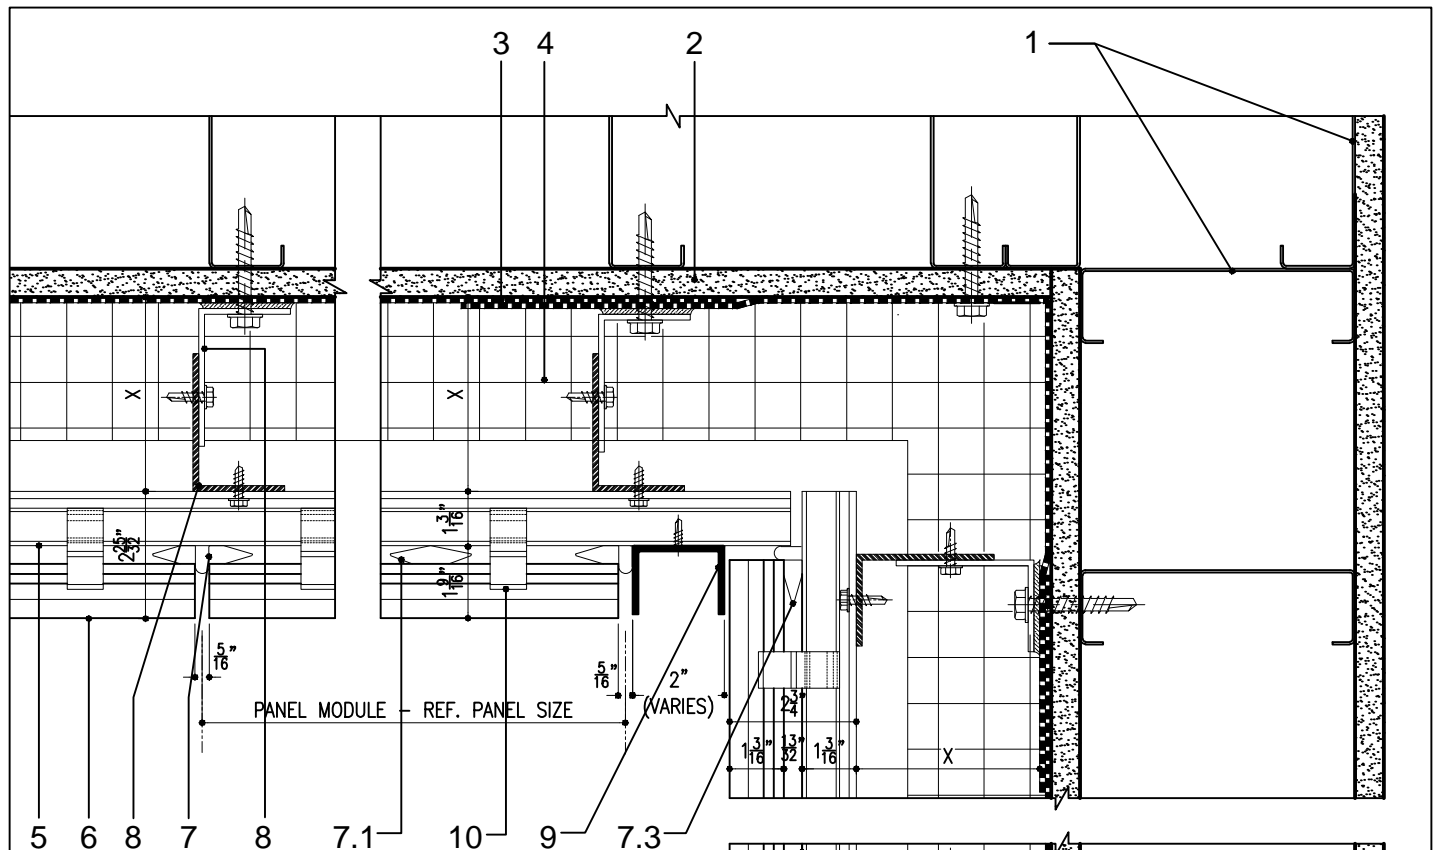 3 4 2 1
X X
1 3/16"
2 25/32"
1 9/16"
5/16" 5/16" 2"
PANEL MODULE - REF. PANEL SIZE (VARIES) 2 3/4"
1 3/16" 13/32" 1 3/16" X
5 6 8 7 8 7.1 10 9 7.3